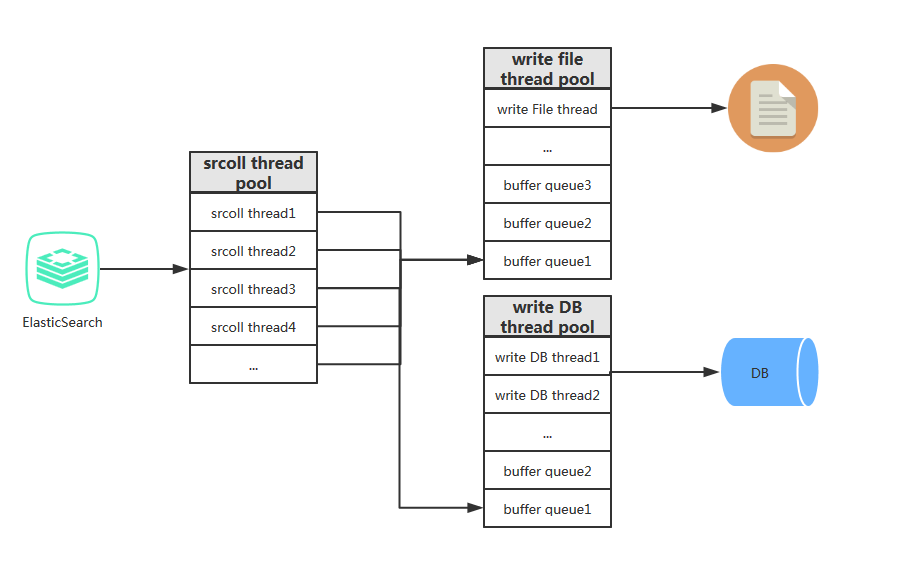 ElasticSearch
srcoll thread
pool
srcoll thread1
srcoll thread2
srcoll thread3
srcoll thread4
...
write file
thread pool
write File thread
...
buffer queue3
buffer queue2
buffer queue1
write DB
thread pool
write DB thread1
write DB thread2
...
buffer queue2
buffer queue1
DB